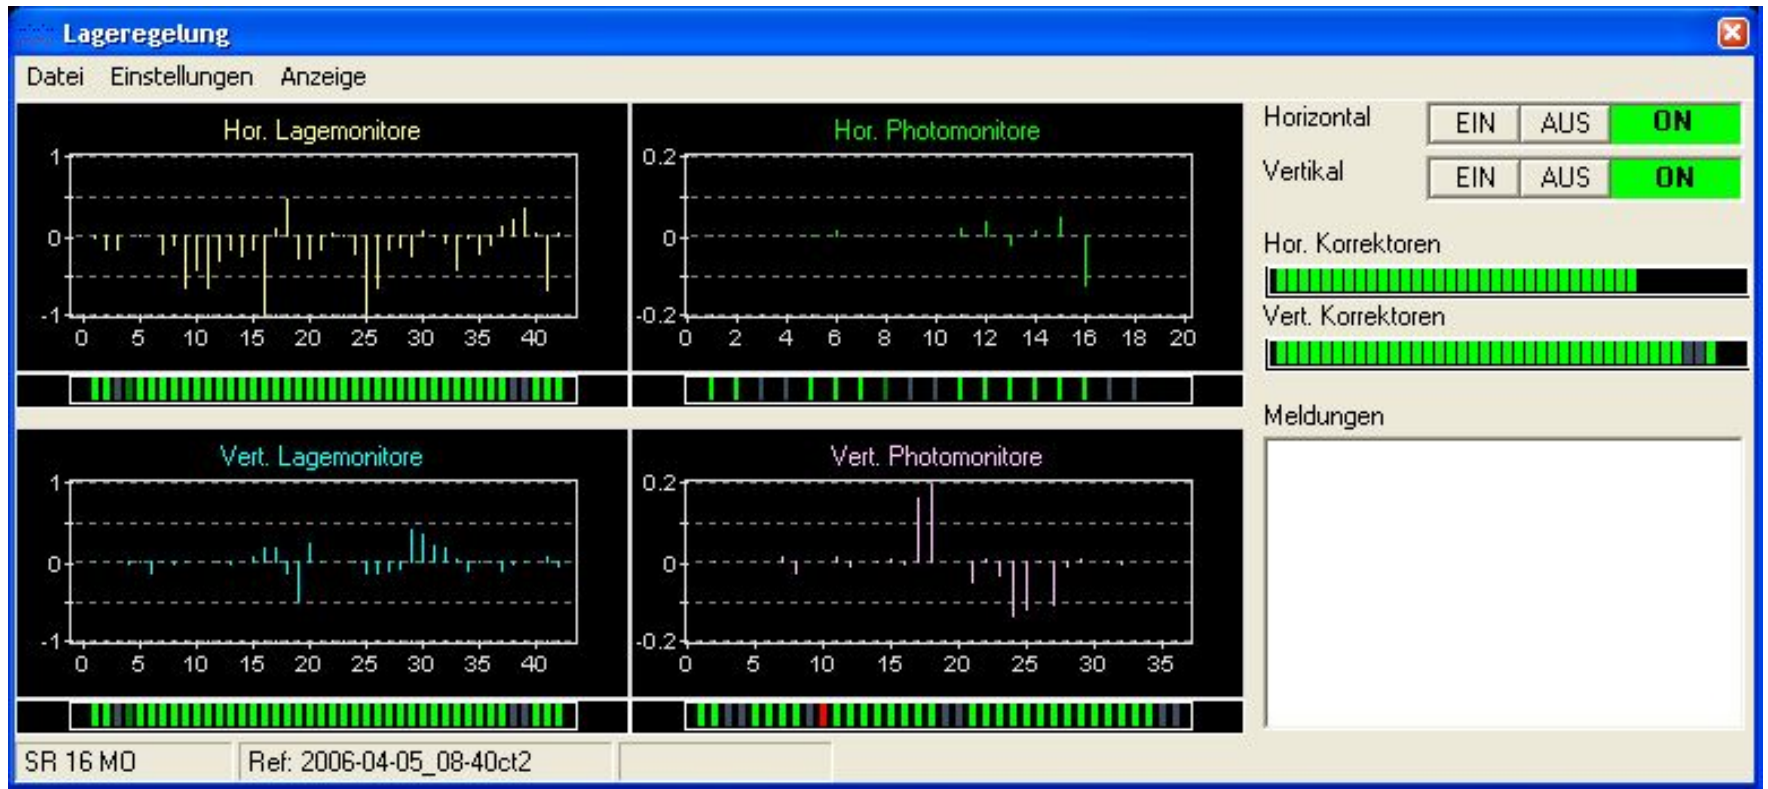 Lageregelung
Datei Einstellungen Anzeige
Hor. Lagemonitore
1
0
-1
0 5 10 15 20 25 30 35 40
Hor. Photomonitore
0.2
0
-0.2
0 2 4 6 8 10 12 14 16 18 20
Horizontal EIN AUS ON
Vertikal EIN AUS ON
Hor. Korrektoren
Vert. Korrektoren
Meldungen
Vert. Lagemonitore
1
0
-1
0 5 10 15 20 25 30 35 40
Vert. Photomonitore
0.2
0
-0.2
0 5 10 15 20 25 30 35
SR 16 MO Ref: 2006-04-05_08-40ct2